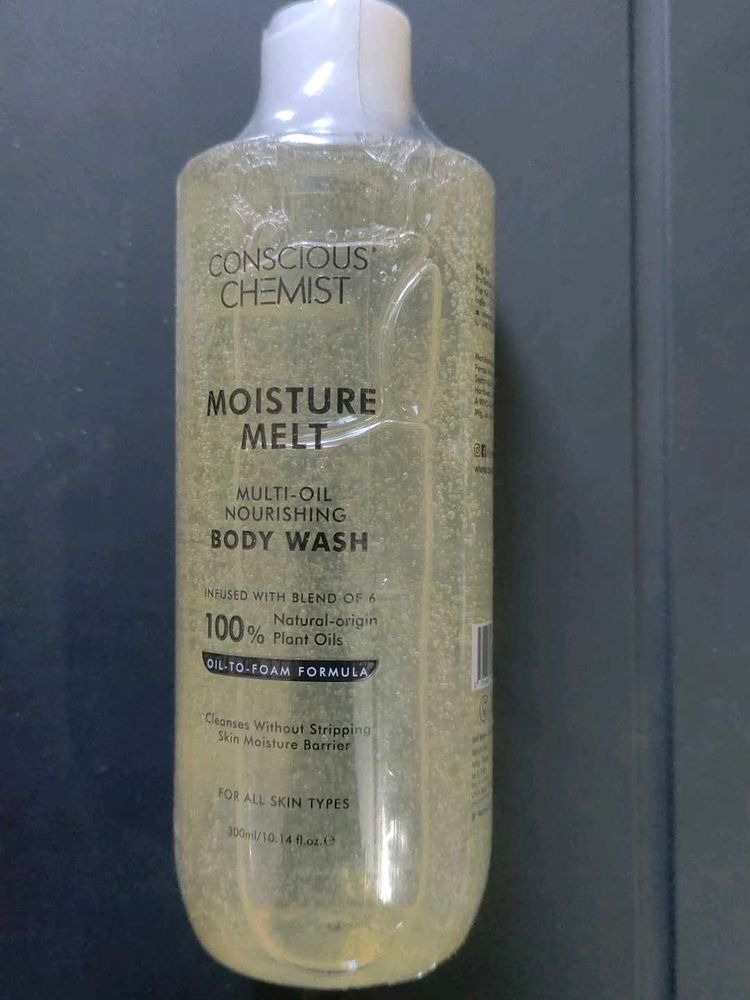 CONSCIOUS
CHEMIST
MOISTURE
MELT
MULTI-OIL
NOURISHING
BODY WASH
INFUSED WITH BLEND OF 6
100% Natural-origin
Plant Oils
OIL-TO-FOAM FORMULA
Cleanses Without Stripping
Skin Moisture Barrier
FOR ALL SKIN TYPES
300ml/10.14 fl.oz. ℮